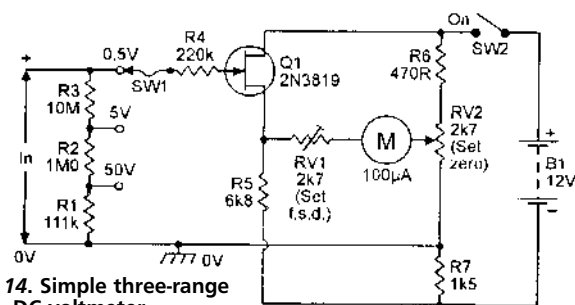 On
SW2
0.5V
R4
220k
SW1
Q1
2N3819
R6
470R
+
R3
10M
5V
R2
1M0
50V
R1
111k
In
RV1
2k7
(Set
f.s.d.)
M
100µA
RV2
2k7
(Set
zero)
+
B1
12V
R5
6k8
0V
0V
R7
1k5
14. Simple three-range
DC voltmeter